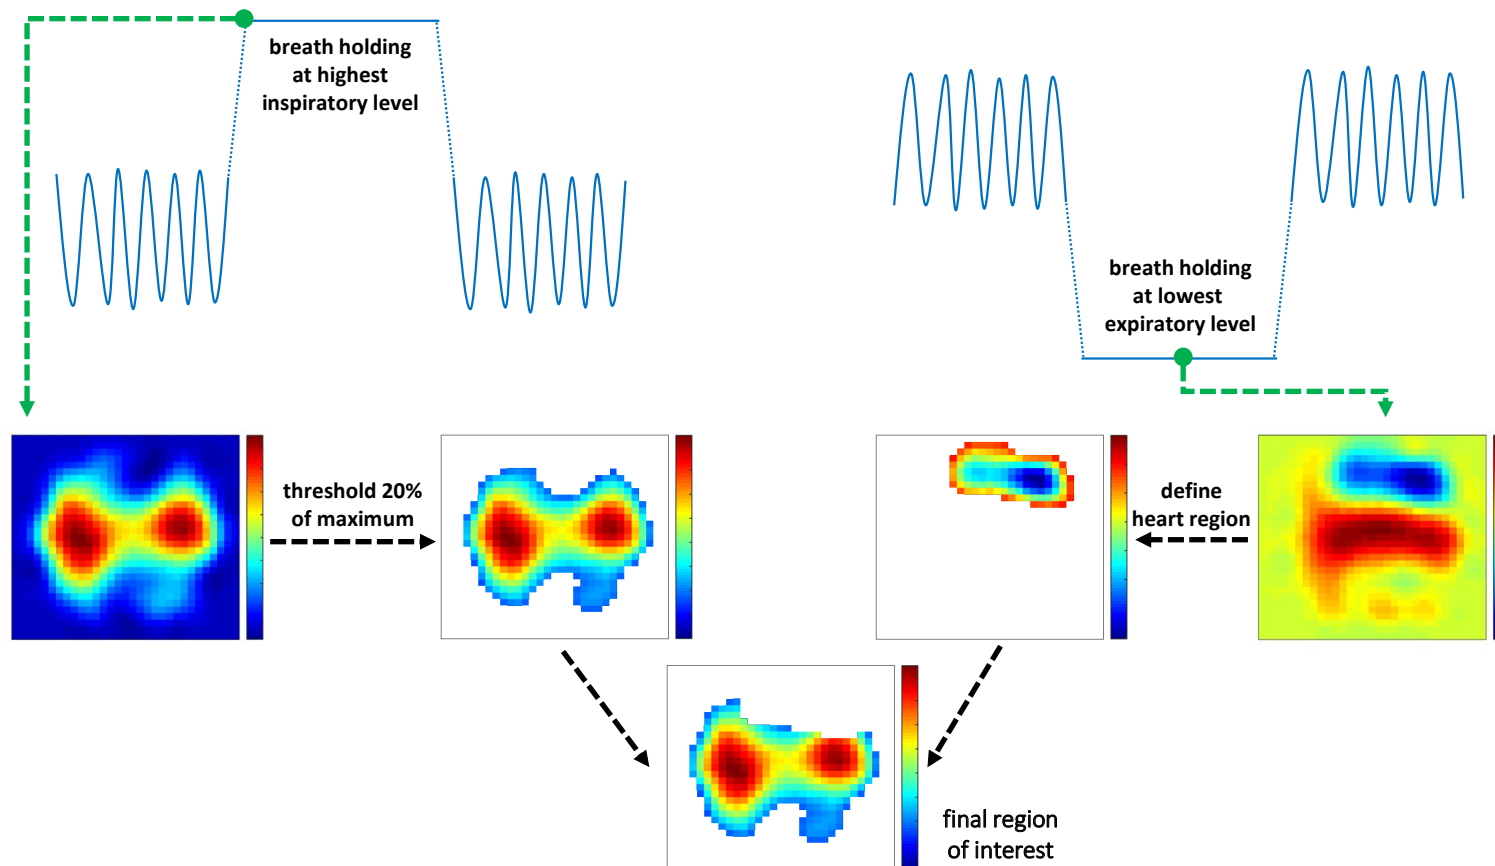 breath holding
at highest
inspiratory level
breath holding
at lowest
expiratory level
threshold 20%
of maximum
define
heart region
final region
of interest